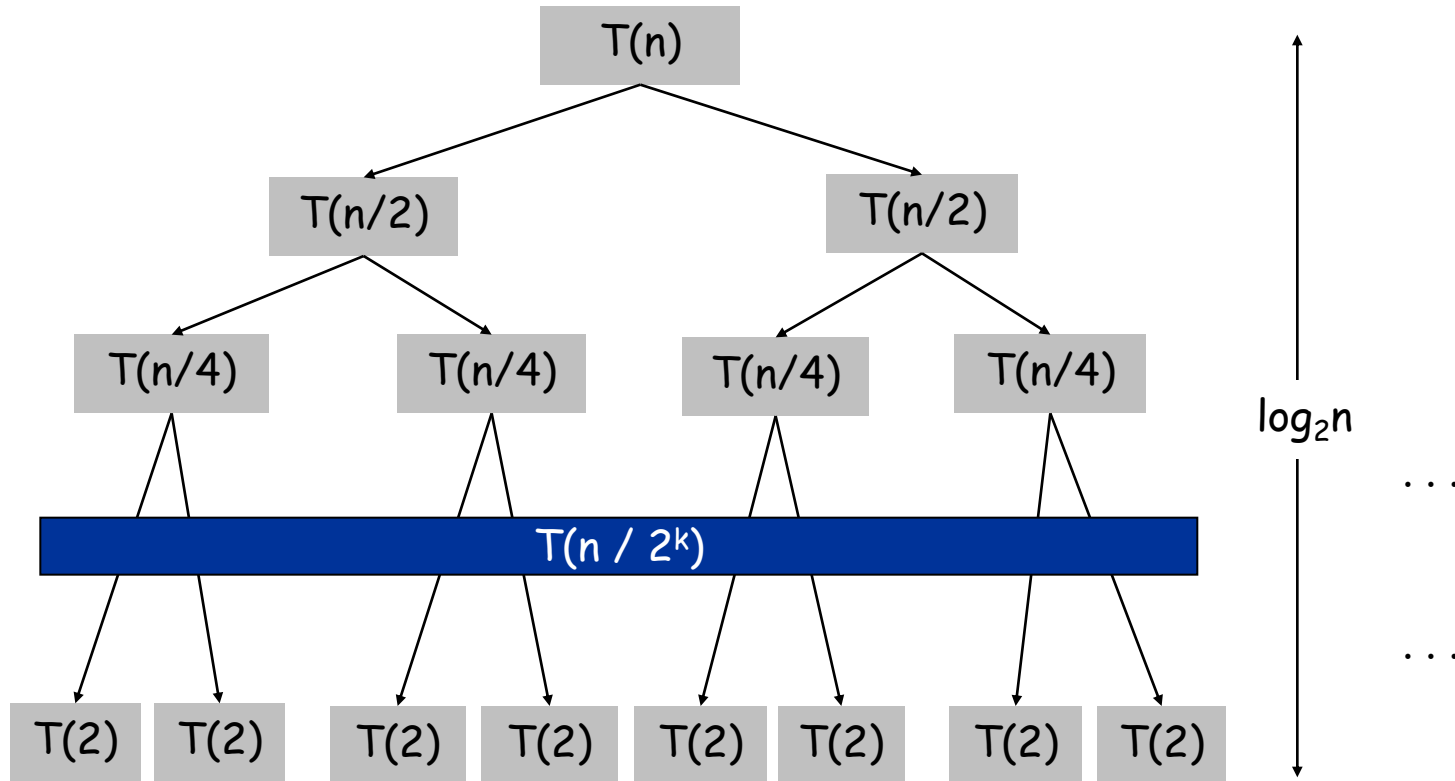 T(n)
T(n/2) T(n/2)
T(n/4) T(n/4) T(n/4) T(n/4)
log₂n
. . .
T(n / 2ᵏ)
. . .
T(2) T(2) T(2) T(2) T(2) T(2) T(2) T(2)